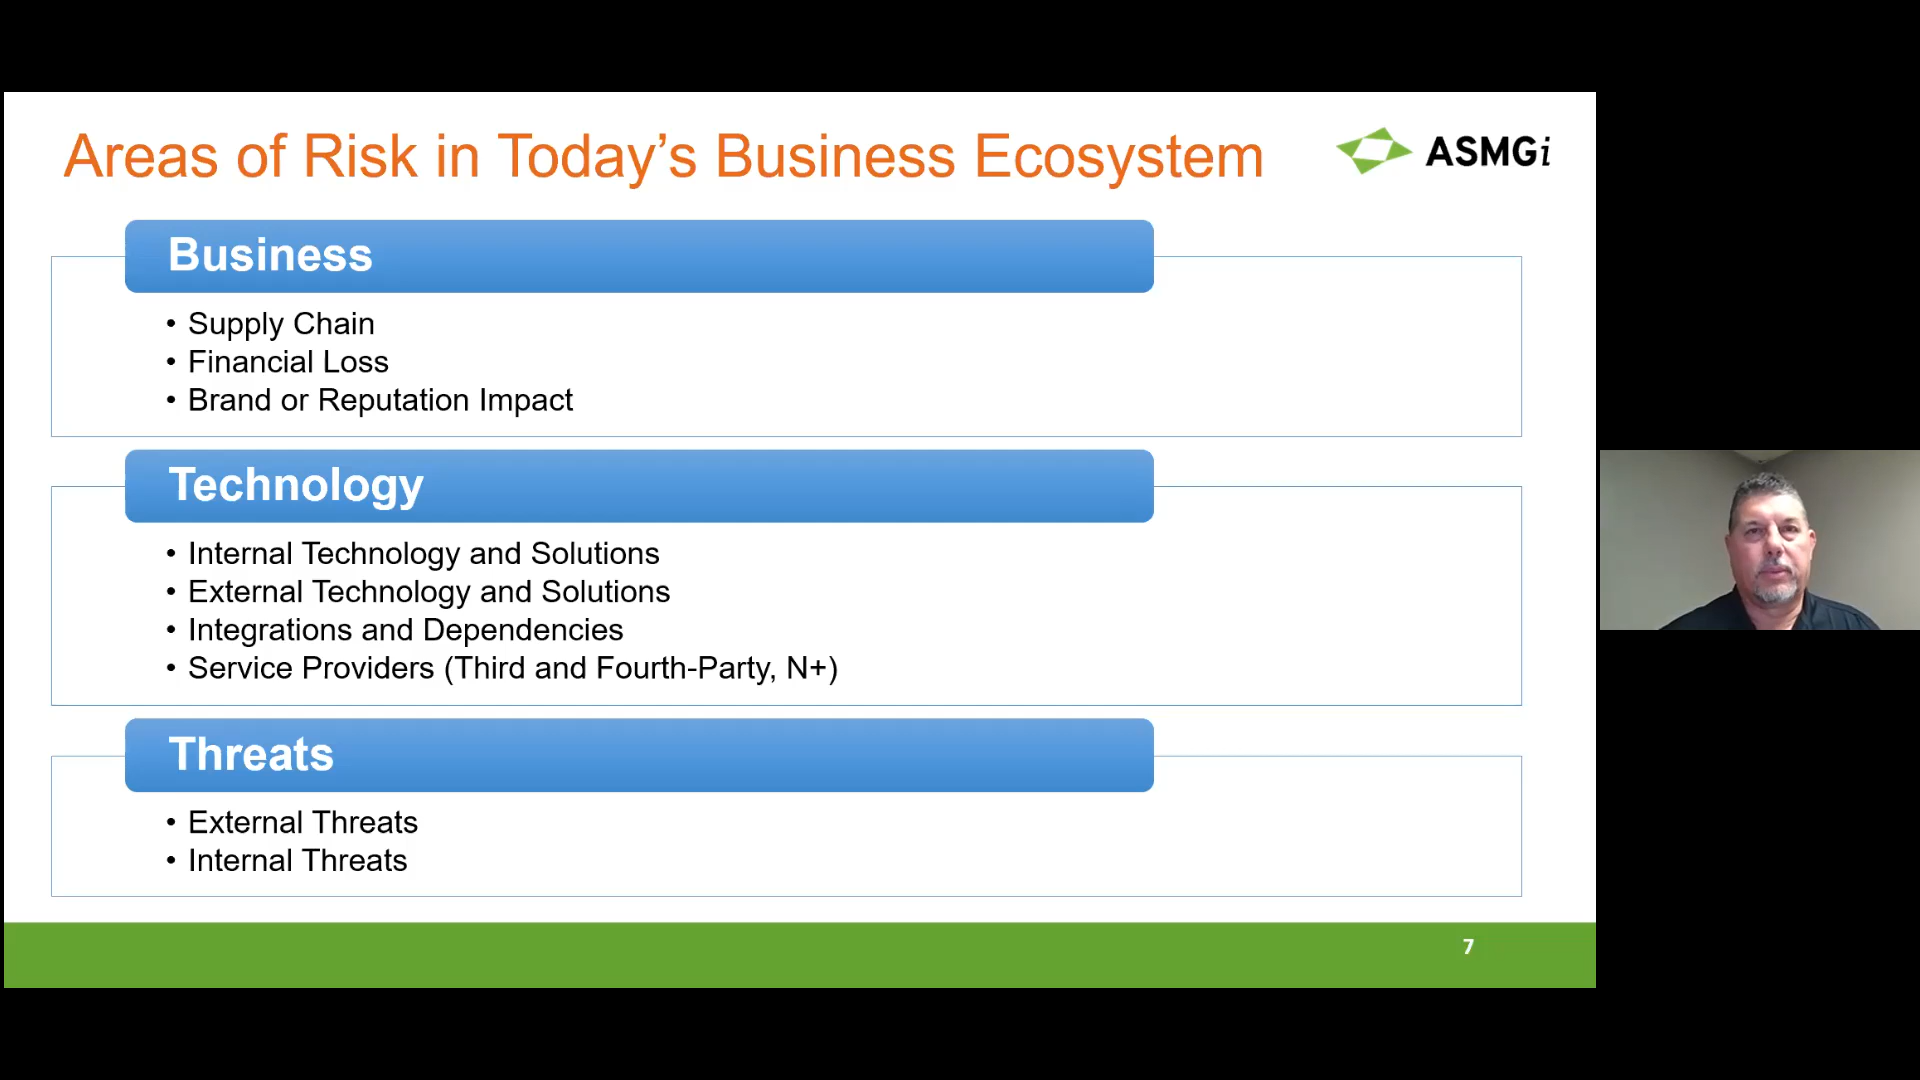 Areas of Risk in Today’s Business Ecosystem
ASMGi
Business
• Supply Chain
• Financial Loss
• Brand or Reputation Impact
Technology
• Internal Technology and Solutions
• External Technology and Solutions
• Integrations and Dependencies
• Service Providers (Third and Fourth-Party, N+)
Threats
• External Threats
• Internal Threats
7